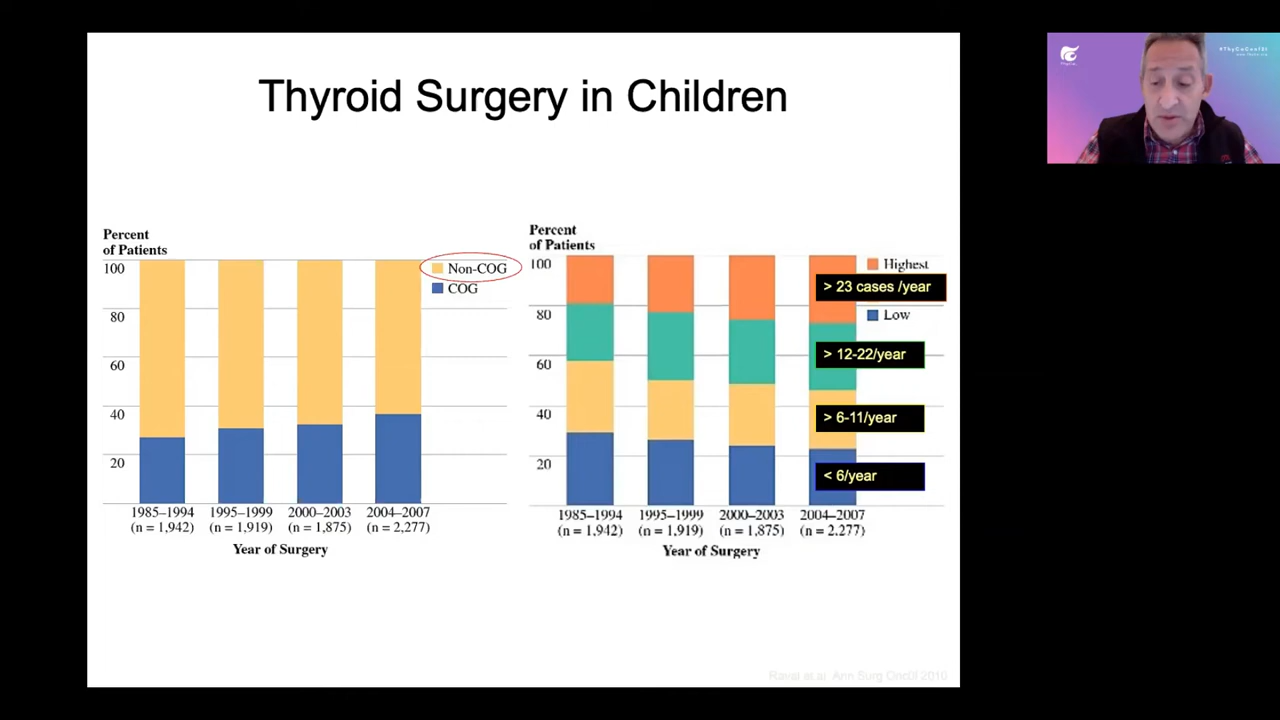 Thyroid Surgery in Children
Percent
of Patients
100
80
60
40
20
Non-COG
COG
1985–1994
(n = 1,942)
1995–1999
(n = 1,919)
2000–2003
(n = 1,875)
2004–2007
(n = 2,277)
Year of Surgery
Percent
of Patients
100
80
60
40
20
Highest
> 23 cases /year
Low
> 12-22/year
> 6-11/year
< 6/year
1985–1994
(n = 1,942)
1995–1999
(n = 1,919)
2000–2003
(n = 1,875)
2004–2007
(n = 2,277)
Year of Surgery
Ann Surg
2010